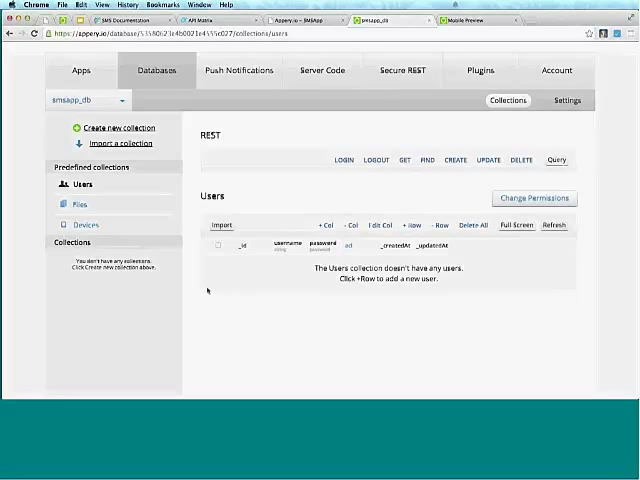 Chrome File Edit View History Bookmarks Window Help
SMS Documentation API Matrix Appery.io – SMSApp smsapp_db Mobile Preview
Apps Databases Push Notifications Server Code Secure REST Plugins Account
smsapp_db Collections Settings
Create new collection
Import a collection
Predefined collections
Users
Files
Devices
Collections
You don't have any collections.
Click Create new collection above.
REST
LOGIN LOGOUT GET FIND CREATE UPDATE DELETE Query
Users Change Permissions
Import + Col - Col Edit Col + Row - Row Delete All Full Screen Refresh
_id username password acl _createdAt _updatedAt
string password
The Users collection doesn't have any users.
Click +Row to add a new user.